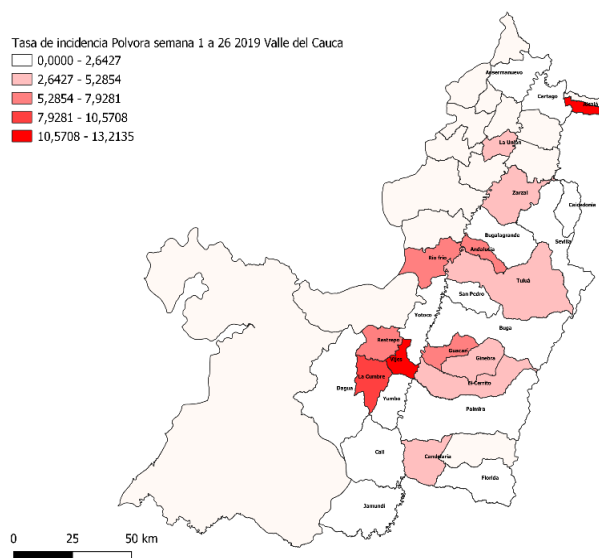 Tasa de incidencia Polvora semana 1 a 26 2019 Valle del Cauca
0,0000 - 2,6427
2,6427 - 5,2854
5,2854 - 7,9281
7,9281 - 10,5708
10,5708 - 13,2135
Ansermanuevo
Cartago
Alcalá
La Unión
Zarzal
Caicedonia
Bugalagrande
Sevilla
Andalucía
Rio frio
Tuluá
San Pedro
Yotoco
Buga
Restrepo
Guacarí
Ginebra
Vijes
La Cumbre
El Cerrito
Dagua
Yumbo
Palmira
Cali
Candelaria
Florida
Jamundí
0 25 50 km